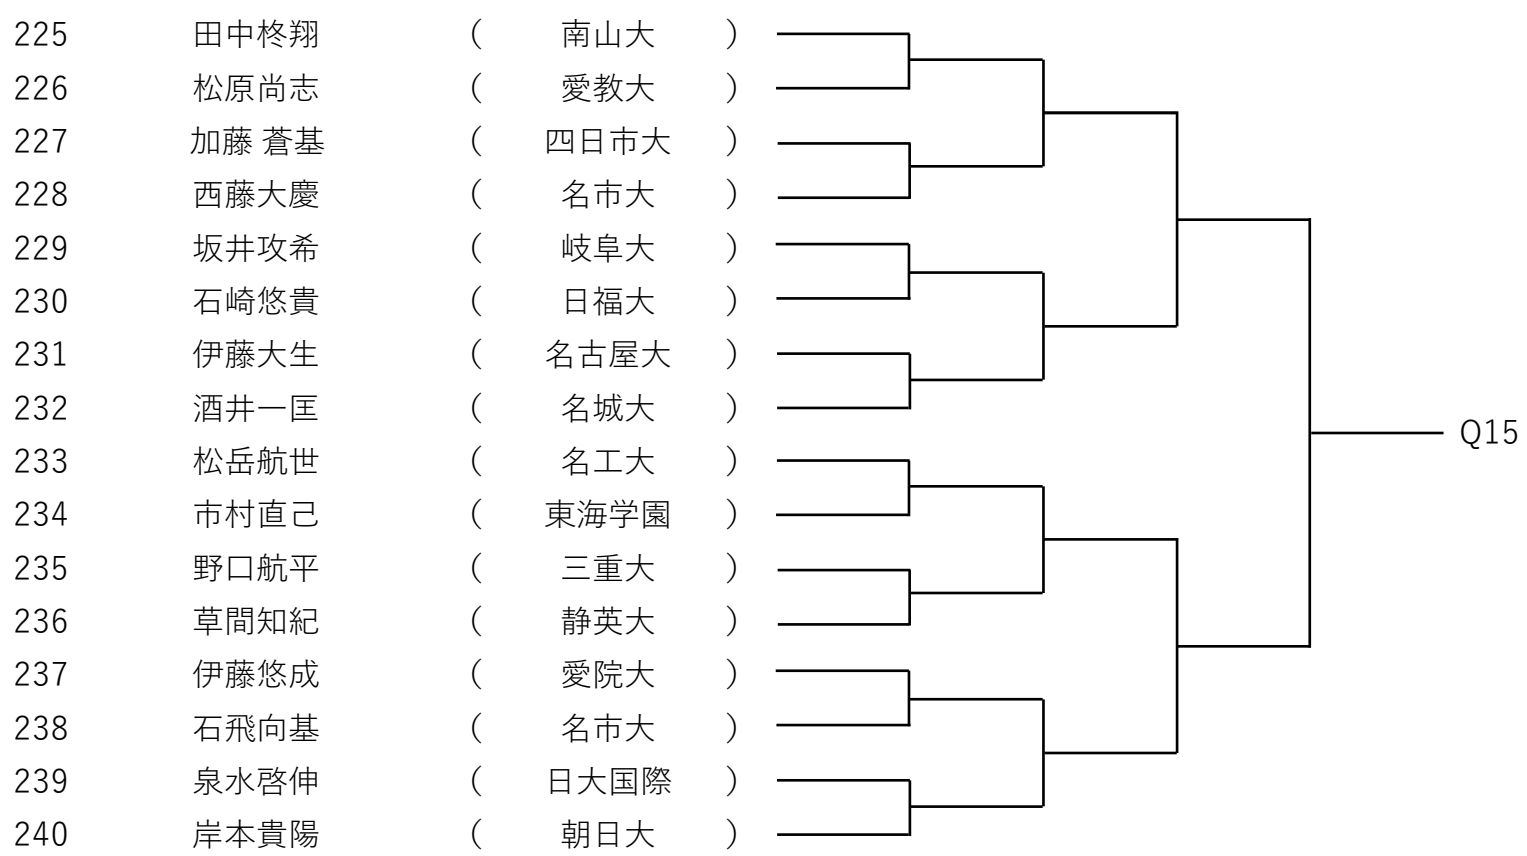 225 田中柊翔 ( 南山大 )
226 松原尚志 ( 愛教大 )
227 加藤 蒼基 ( 四日市大 )
228 西藤大慶 ( 名市大 )
229 坂井攻希 ( 岐阜大 )
230 石崎悠貴 ( 日福大 )
231 伊藤大生 ( 名古屋大 )
232 酒井一匡 ( 名城大 )
Q15
233 松岳航世 ( 名工大 )
234 市村直己 ( 東海学園 )
235 野口航平 ( 三重大 )
236 草間知紀 ( 静英大 )
237 伊藤悠成 ( 愛院大 )
238 石飛向基 ( 名市大 )
239 泉水啓伸 ( 日大国際 )
240 岸本貴陽 ( 朝日大 )